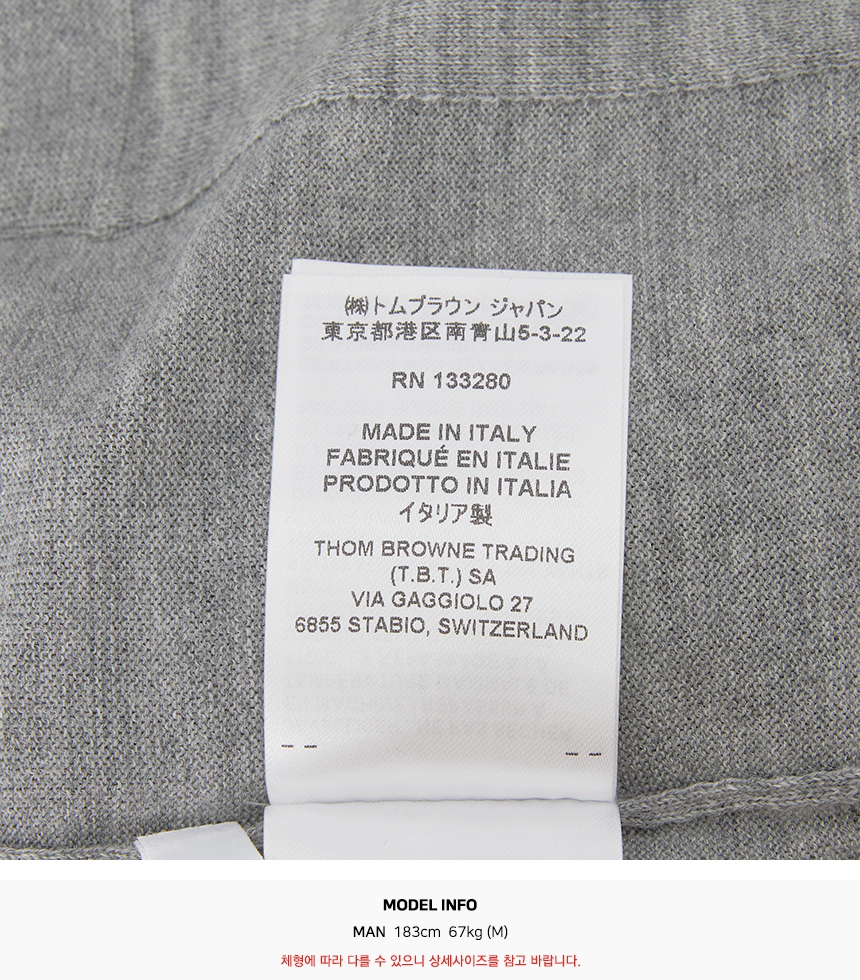 ㈱トムブラウン ジャパン
東京都港区南青山5-3-22
RN 133280
MADE IN ITALY
FABRIQUÉ EN ITALIE
PRODOTTO IN ITALIA
イタリア製
THOM BROWNE TRADING
(T.B.T.) SA
VIA GAGGIOLO 27
6855 STABIO, SWITZERLAND
MODEL INFO
MAN 183cm 67kg (M)
체형에 따라 다를 수 있으니 상세사이즈를 참고 바랍니다.